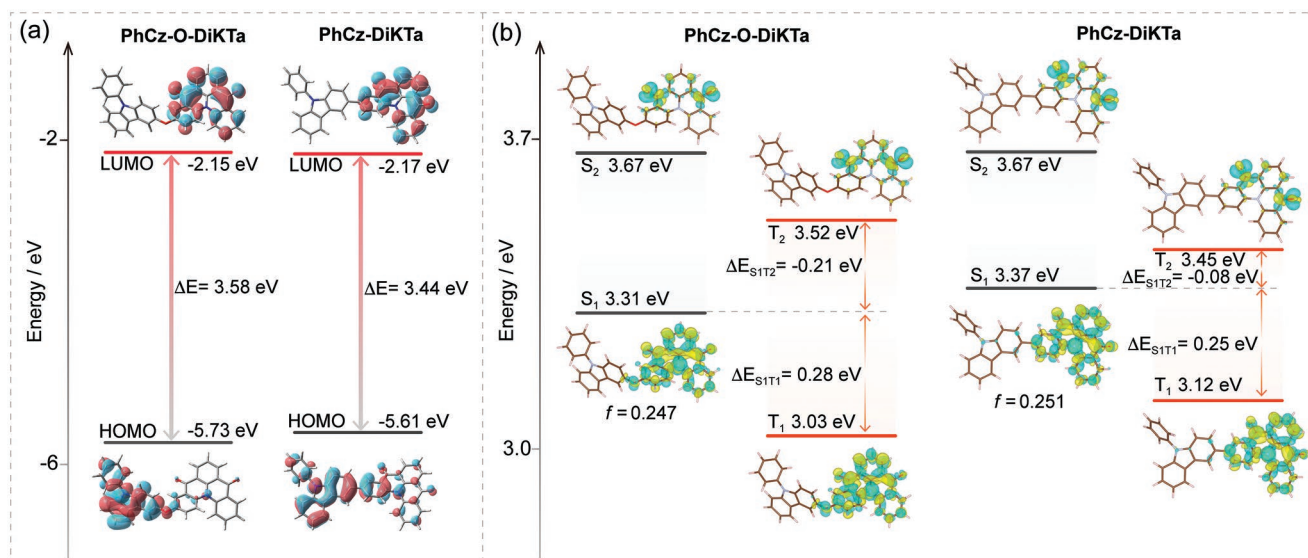 (a)
PhCz-O-DiKTa
PhCz-DiKTa
Energy / eV
-2
-6
LUMO -2.15 eV
LUMO -2.17 eV
ΔE= 3.58 eV
ΔE= 3.44 eV
HOMO -5.73 eV
HOMO -5.61 eV
(b)
PhCz-O-DiKTa
PhCz-DiKTa
Energy / eV
3.7
3.0
S₂ 3.67 eV
T₂ 3.52 eV
ΔE_S1T2= -0.21 eV
S₁ 3.31 eV
ΔE_S1T1= 0.28 eV
f = 0.247
T₁ 3.03 eV
S₂ 3.67 eV
T₂ 3.45 eV
ΔE_S1T2= -0.08 eV
S₁ 3.37 eV
ΔE_S1T1= 0.25 eV
f = 0.251
T₁ 3.12 eV